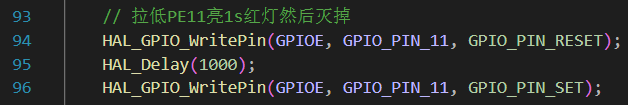 93 // 拉低PE11亮1s红灯然后灭掉
94 HAL_GPIO_WritePin(GPIOE, GPIO_PIN_11, GPIO_PIN_RESET);
95 HAL_Delay(1000);
96 HAL_GPIO_WritePin(GPIOE, GPIO_PIN_11, GPIO_PIN_SET);